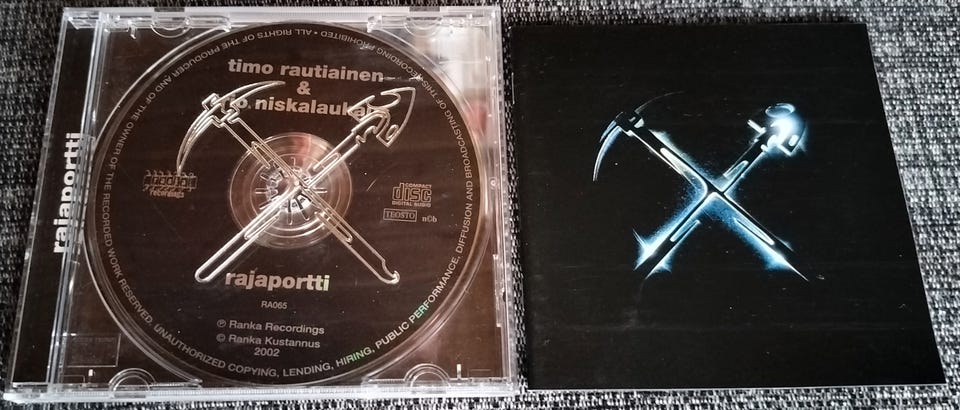 rajaportti
timo rautiainen
&
niskalaukaus
recordings
COMPACT
disc
DIGITAL AUDIO
TEOSTO
n©b
rajaportti
RA065
℗ Ranka Recordings
© Ranka Kustannus
2002
ALL RIGHTS OF THE PRODUCER AND OF THE OWNER OF THE RECORDED WORK RESERVED. UNAUTHORIZED COPYING, LENDING, HIRING, PUBLIC PERFORMANCE, DIFFUSION AND BROADCASTING OF THIS RECORDING PROHIBITED •